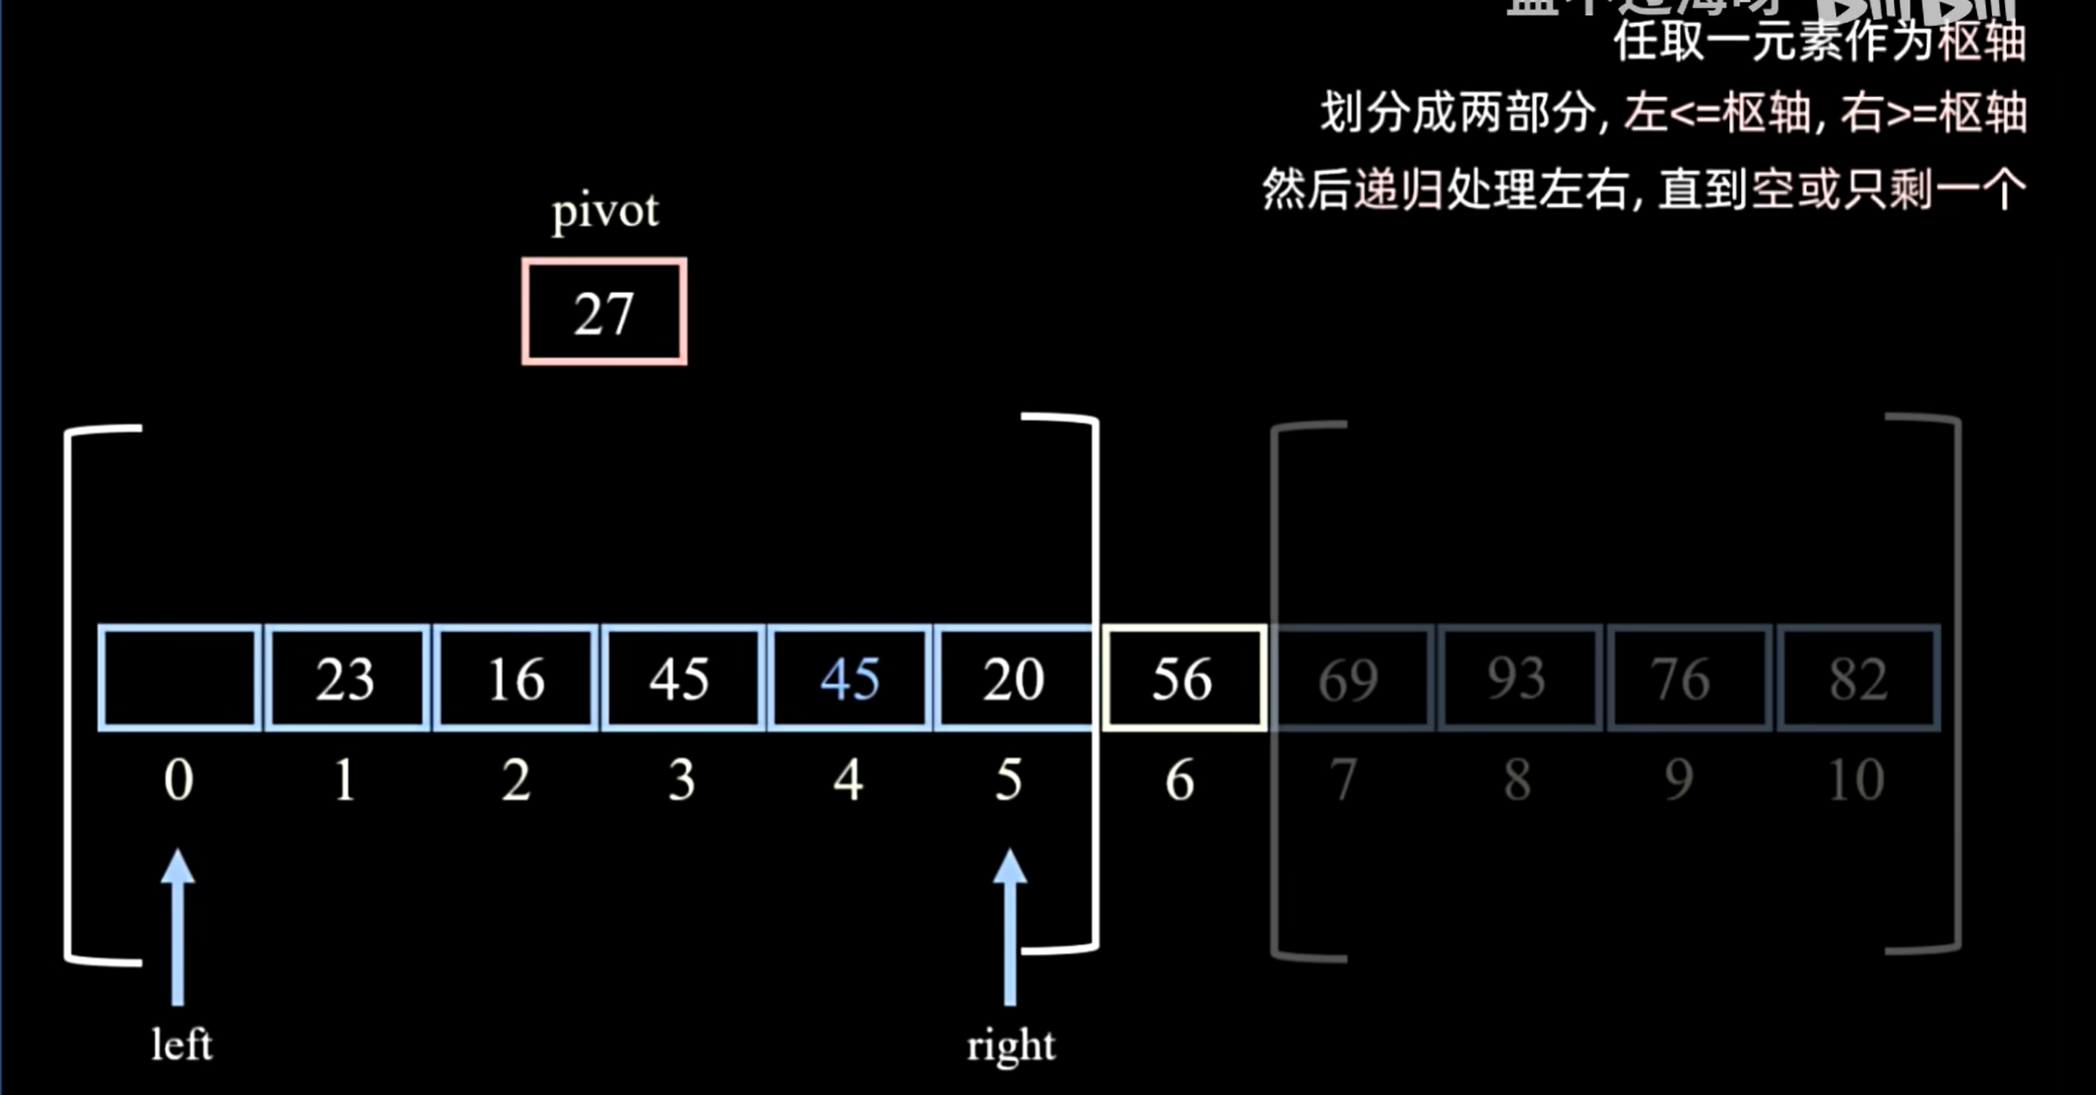 任取一元素作为枢轴
划分成两部分, 左<=枢轴, 右>=枢轴
然后递归处理左右, 直到空或只剩一个
pivot
27
23 16 45 45 20 56 69 93 76 82
0 1 2 3 4 5 6 7 8 9 10
left right